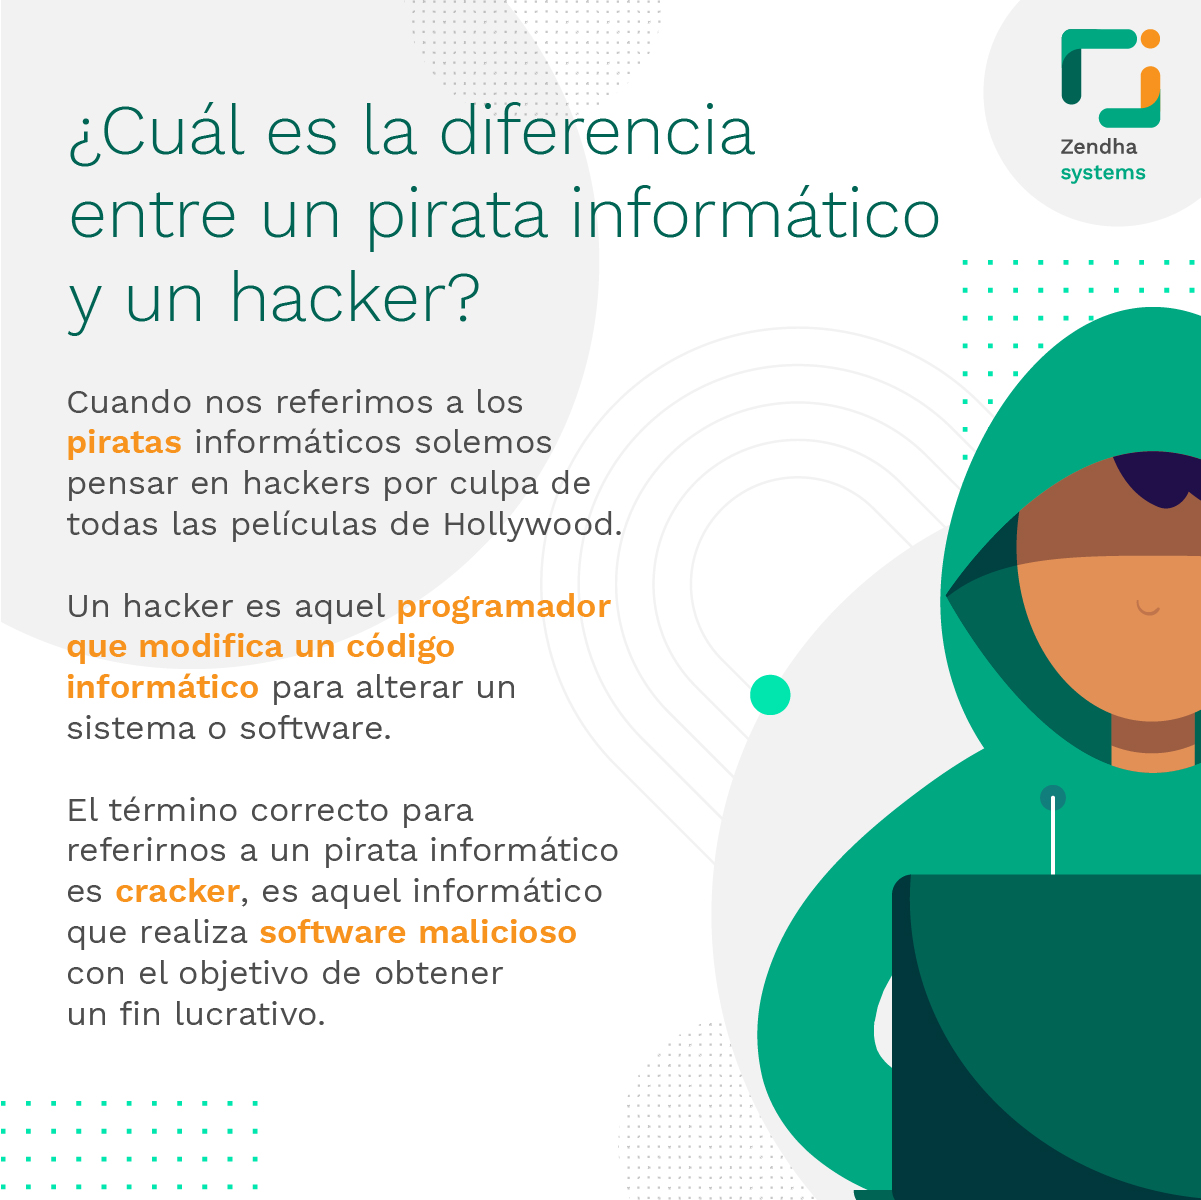 ¿Cuál es la diferencia
entre un pirata informático
y un hacker?
Zendha
systems
Cuando nos referimos a los
piratas informáticos solemos
pensar en hackers por culpa de
todas las películas de Hollywood.
Un hacker es aquel programador
que modifica un código
informático para alterar un
sistema o software.
El término correcto para
referirnos a un pirata informático
es cracker, es aquel informático
que realiza software malicioso
con el objetivo de obtener
un fin lucrativo.